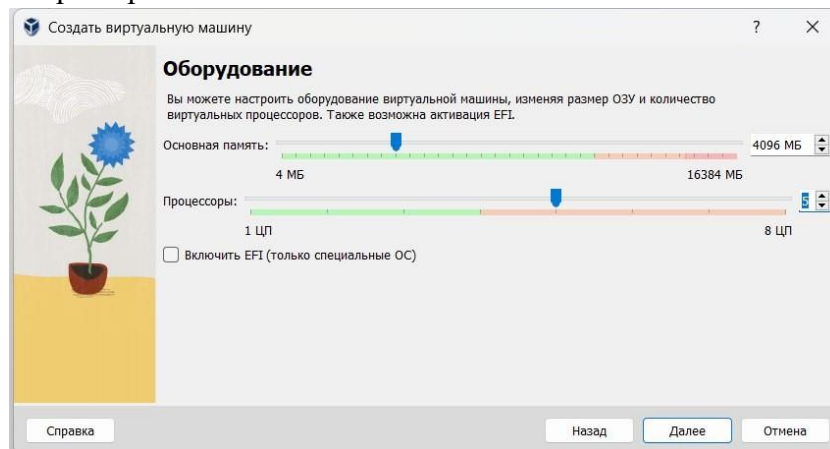 Создать виртуальную машину
Оборудование
Вы можете настроить оборудование виртуальной машины, изменяя размер ОЗУ и количество
виртуальных процессоров. Также возможна активация EFI.
Основная память: 4096 МБ
4 МБ 16384 МБ
Процессоры: 5
1 ЦП 8 ЦП
Включить EFI (только специальные ОС)
Справка Назад Далее Отмена